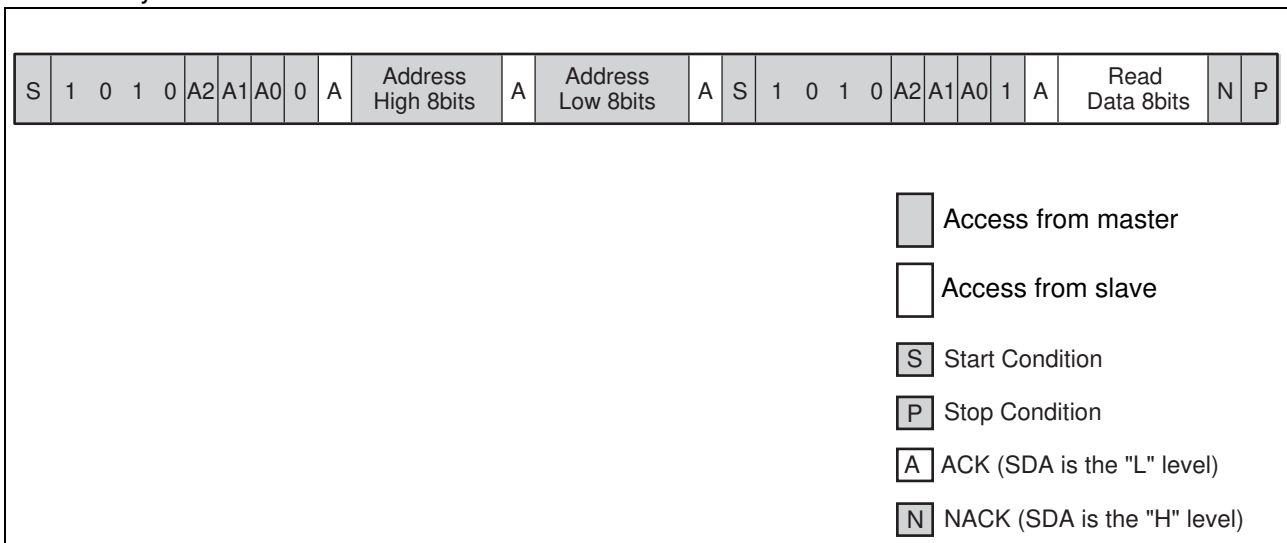 S 1 0 1 0 A2 A1 A0 0 A Address High 8bits A Address Low 8bits A S 1 0 1 0 A2 A1 A0 1 A Read Data 8bits N P
Access from master
Access from slave
S Start Condition
P Stop Condition
A ACK (SDA is the "L" level)
N NACK (SDA is the "H" level)